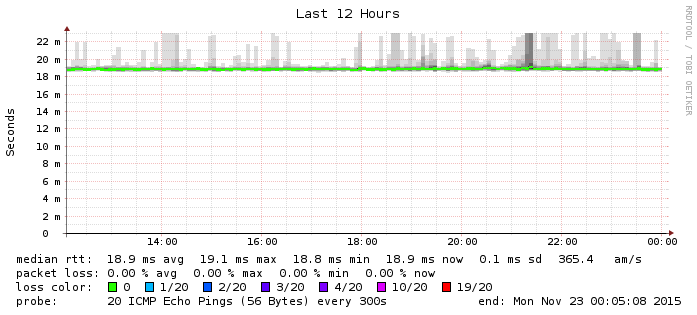 Last 12 Hours
RRDTOOL / TOBI OETIKER
Seconds
22 m
20 m
18 m
16 m
14 m
12 m
10 m
8 m
6 m
4 m
2 m
0
14:00 16:00 18:00 20:00 22:00 00:00
median rtt: 18.9 ms avg 19.1 ms max 18.8 ms min 18.9 ms now 0.1 ms sd 365.4 am/s
packet loss: 0.00 % avg 0.00 % max 0.00 % min 0.00 % now
loss color: 0 1/20 2/20 3/20 4/20 10/20 19/20
probe: 20 ICMP Echo Pings (56 Bytes) every 300s end: Mon Nov 23 00:05:08 2015